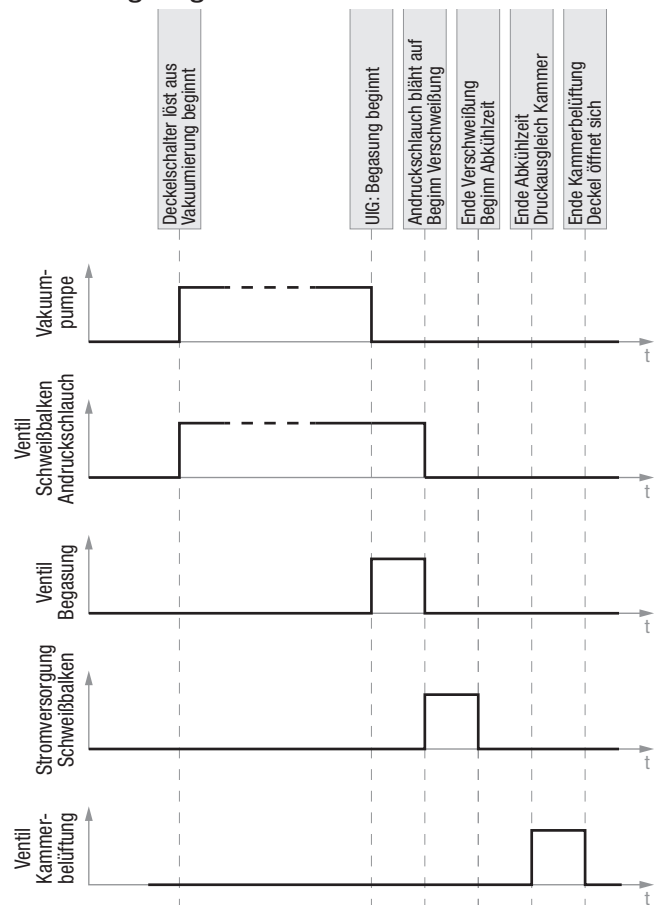 Deckelschalter löst aus
Vakuumierung beginnt
UIG: Begasung beginnt
Andruckschlauch bläht auf
Beginn Verschweißung
Ende Verschweißung
Beginn Abkühlzeit
Ende Abkühlzeit
Druckausgleich Kammer
Ende Kammerbelüftung
Deckel öffnet sich
Vakuum-
pumpe
t
Ventil
Schweißbalken
Andruckschlauch
t
Ventil
Begasung
t
Stromversorgung
Schweißbalken
t
Ventil
Kammer-
belüftung
t